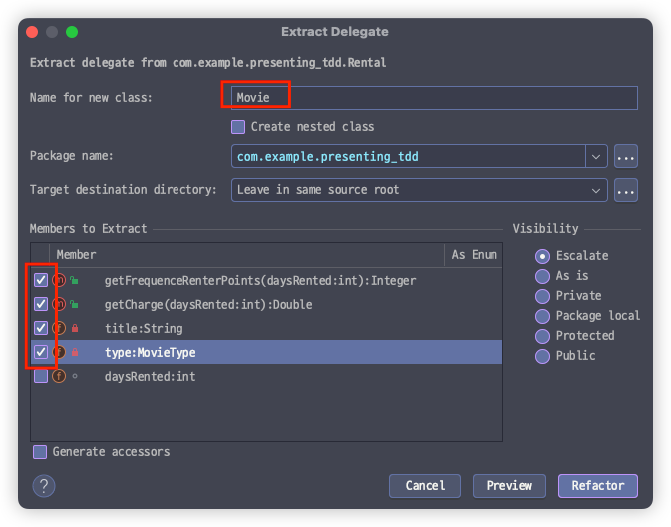 Extract Delegate
Extract delegate from com.example.presenting_tdd.Rental
Name for new class: Movie
Create nested class
Package name: com.example.presenting_tdd ...
Target destination directory: Leave in same source root ...
Members to Extract
Visibility
Member As Enum
m getFrequenceRenterPoints(daysRented:int):Integer
m getCharge(daysRented:int):Double
f title:String
f type:MovieType
f daysRented:int
Escalate
As is
Private
Package local
Protected
Public
Generate accessors
? Cancel Preview Refactor